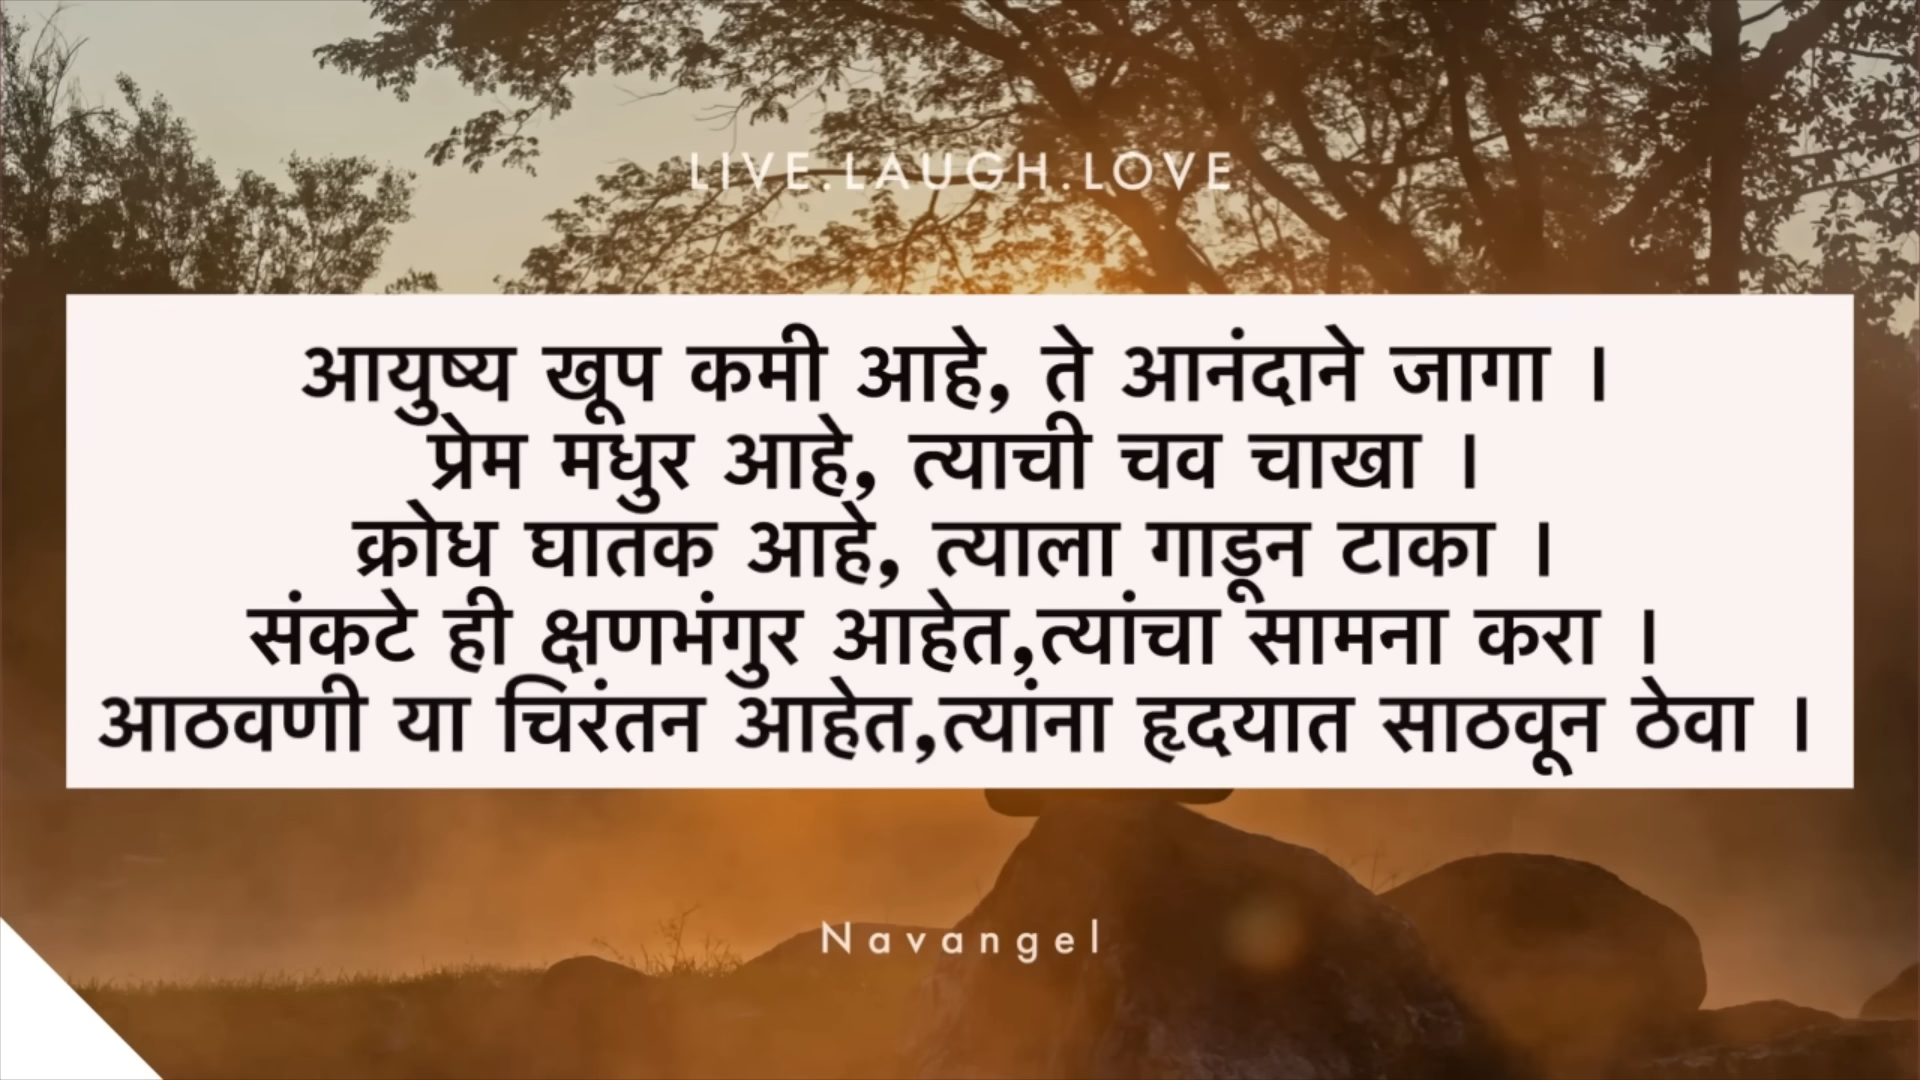 LIVE.LAUGH.LOVE
आयुष्य खूप कमी आहे, ते आनंदाने जागा ।
प्रेम मधुर आहे, त्याची चव चाखा ।
क्रोध घातक आहे, त्याला गाडून टाका ।
संकटे ही क्षणभंगुर आहेत,त्यांचा सामना करा ।
आठवणी या चिरंतन आहेत,त्यांना हृदयात साठवून ठेवा ।
Navangel